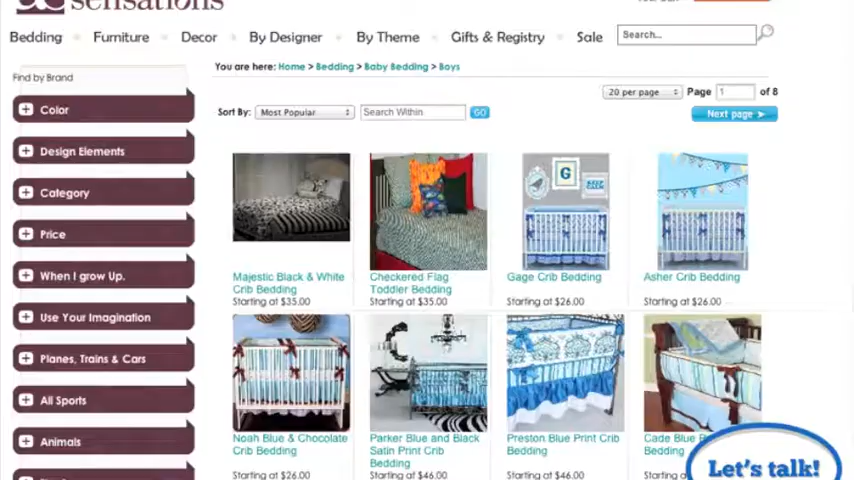 sensations
Bedding Furniture Decor By Designer By Theme Gifts & Registry Sale Search...
Find by Brand
You are here: Home > Bedding > Baby Bedding > Boys
20 per page Page 1 of 8
Sort By: Most Popular Search Within GO Next page
Color
Design Elements
Category
Price
When I grow Up.
Use Your Imagination
Planes, Trains & Cars
All Sports
Animals
G
KEEP
Majestic Black & White
Crib Bedding
Starting at $35.00
Checkered Flag
Toddler Bedding
Starting at $35.00
Gage Crib Bedding
Starting at $26.00
Asher Crib Bedding
Starting at $26.00
Noah Blue & Chocolate
Crib Bedding
Starting at $26.00
Parker Blue and Black
Satin Print Crib
Bedding
Starting at $46.00
Preston Blue Print Crib
Bedding
Starting at $46.00
Cade Blue
Bedding
Starting
Let's talk!